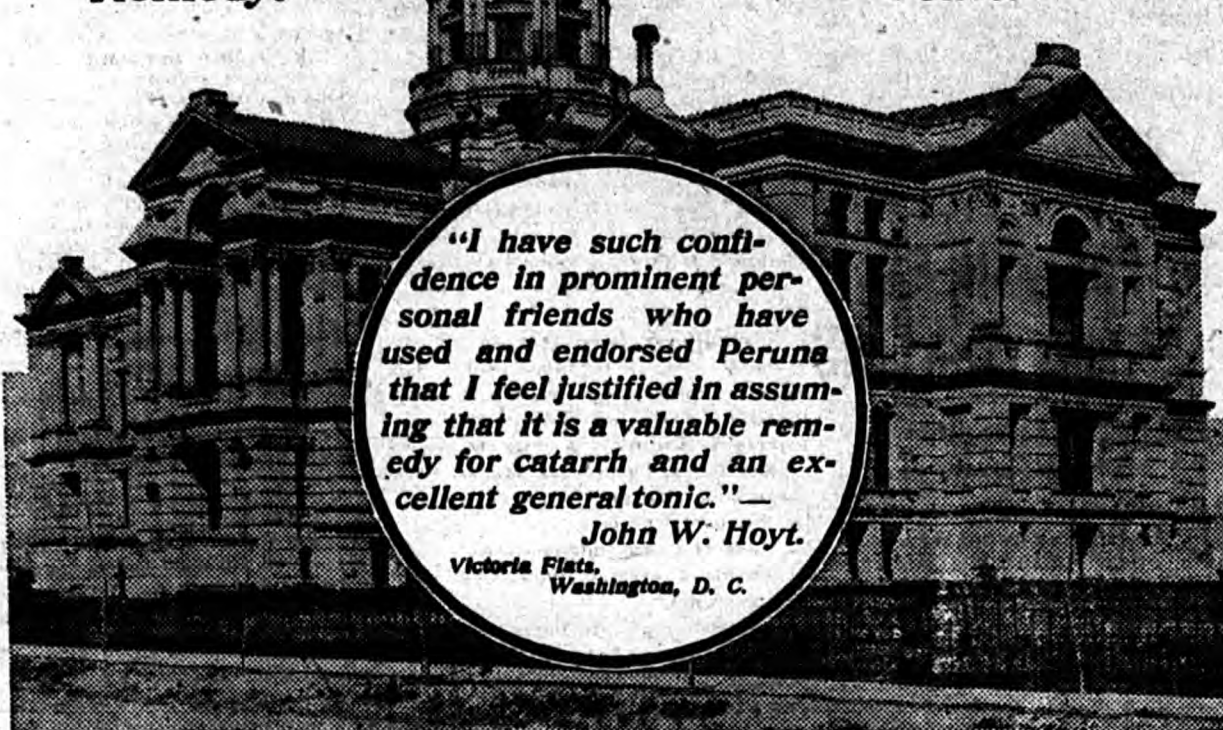 "I have such confi-
dence in prominent per-
sonal friends who have
used and endorsed Peruna
that I feel justified in assum-
ing that it is a valuable rem-
edy for catarrh and an ex-
cellent general tonic."—
John W. Hoyt.
Victoria Flats,
Washington, D. C.